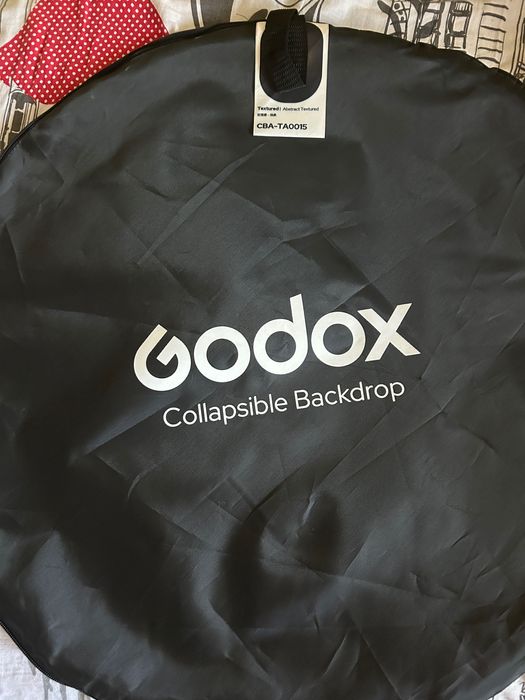 Textured | Abstract Textured
CBA-TA0015
Godox
Collapsible Backdrop